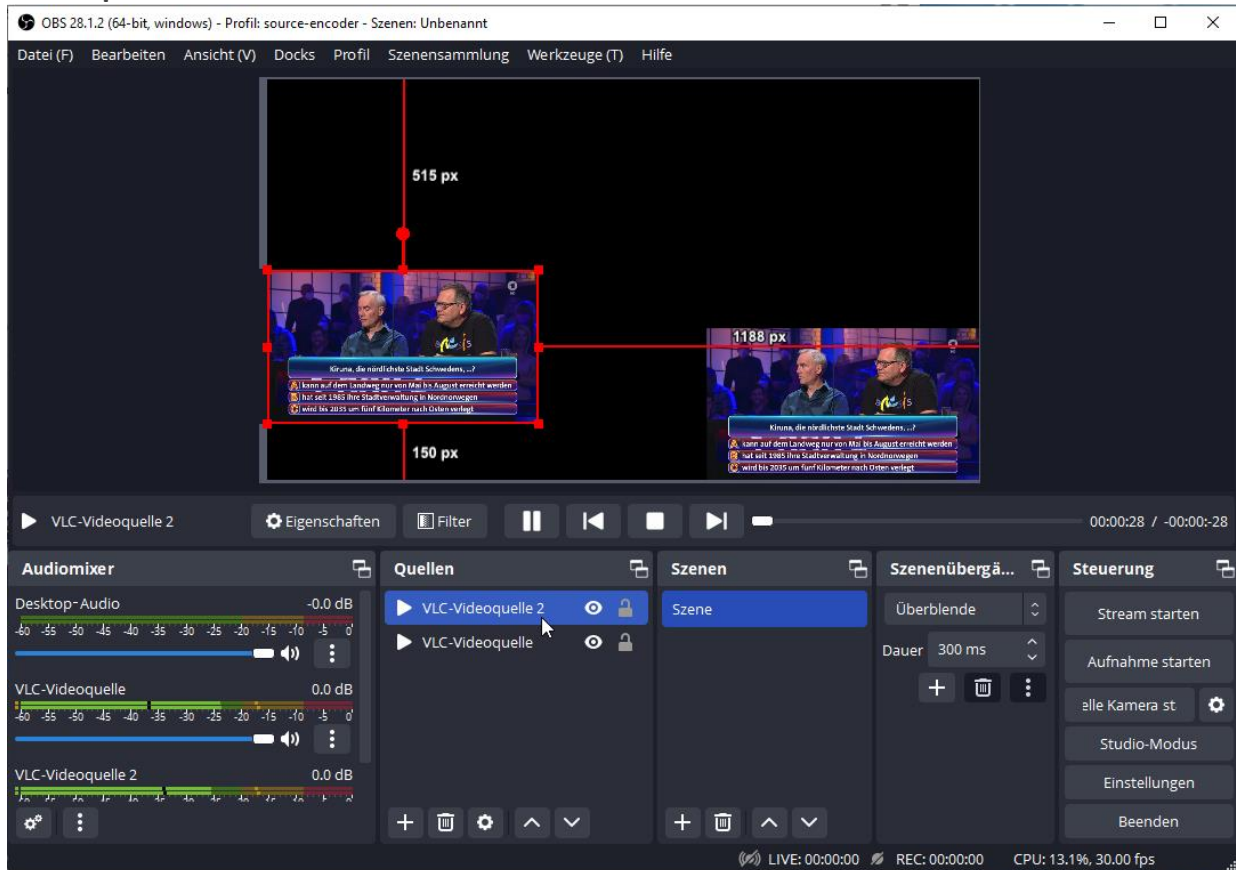 OBS 28.1.2 (64-bit, windows) - Profil: source-encoder - Szenen: Unbenannt
Datei (F) Bearbeiten Ansicht (V) Docks Profil Szenensammlung Werkzeuge (T) Hilfe
515 px
1188 px
Kiruna, die nördlichste Stadt Schwedens, ...?
A kann auf dem Landweg nur von Mai bis August erreicht werden
B hat seit 1985 ihre Stadtverwaltung in Nordnorwegen
C wird bis 2035 um fünf Kilometer nach Osten verlegt
Kiruna, die nördlichste Stadt Schwedens, ...?
A kann auf dem Landweg nur von Mai bis August erreicht werden
B hat seit 1985 ihre Stadtverwaltung in Nordnorwegen
C wird bis 2035 um fünf Kilometer nach Osten verlegt
150 px
VLC-Videoquelle 2 Eigenschaften Filter 00:00:28 / -00:00:-28
Audiomixer Quellen Szenen Szenenübergä... Steuerung
Desktop-Audio -0.0 dB
-60 -55 -50 -45 -40 -35 -30 -25 -20 -15 -10 -5 0
VLC-Videoquelle 0.0 dB
-60 -55 -50 -45 -40 -35 -30 -25 -20 -15 -10 -5 0
VLC-Videoquelle 2 0.0 dB
VLC-Videoquelle 2
VLC-Videoquelle
Szene
Überblende
Dauer 300 ms
Stream starten
Aufnahme starten
elle Kamera st
Studio-Modus
Einstellungen
Beenden
LIVE: 00:00:00 REC: 00:00:00 CPU: 13.1%, 30.00 fps